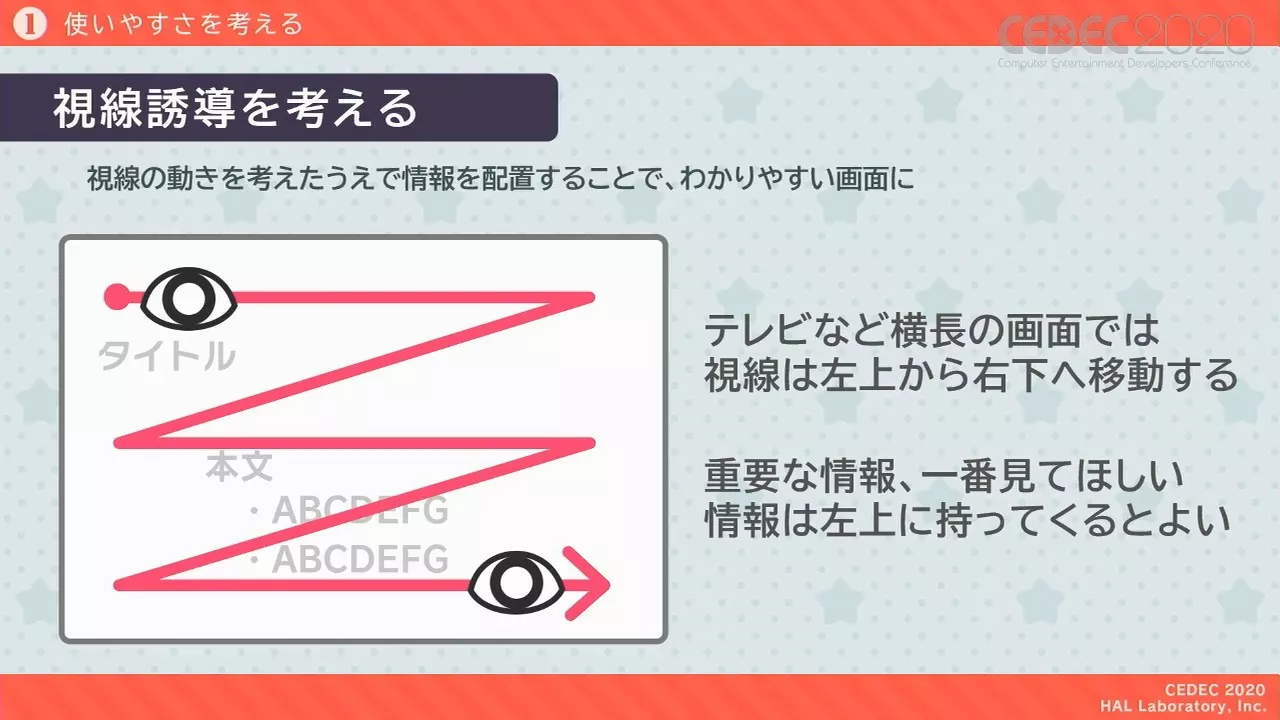 1 使いやすさを考える
CEDEC2020
Computer Entertainment Developers Conference
視線誘導を考える
視線の動きを考えたうえで情報を配置することで、わかりやすい画面に
タイトル
本文
・ABCDEFG
・ABCDEFG
テレビなど横長の画面では
視線は左上から右下へ移動する
重要な情報、一番見てほしい
情報は左上に持ってくるとよい
CEDEC 2020
HAL Laboratory, Inc.